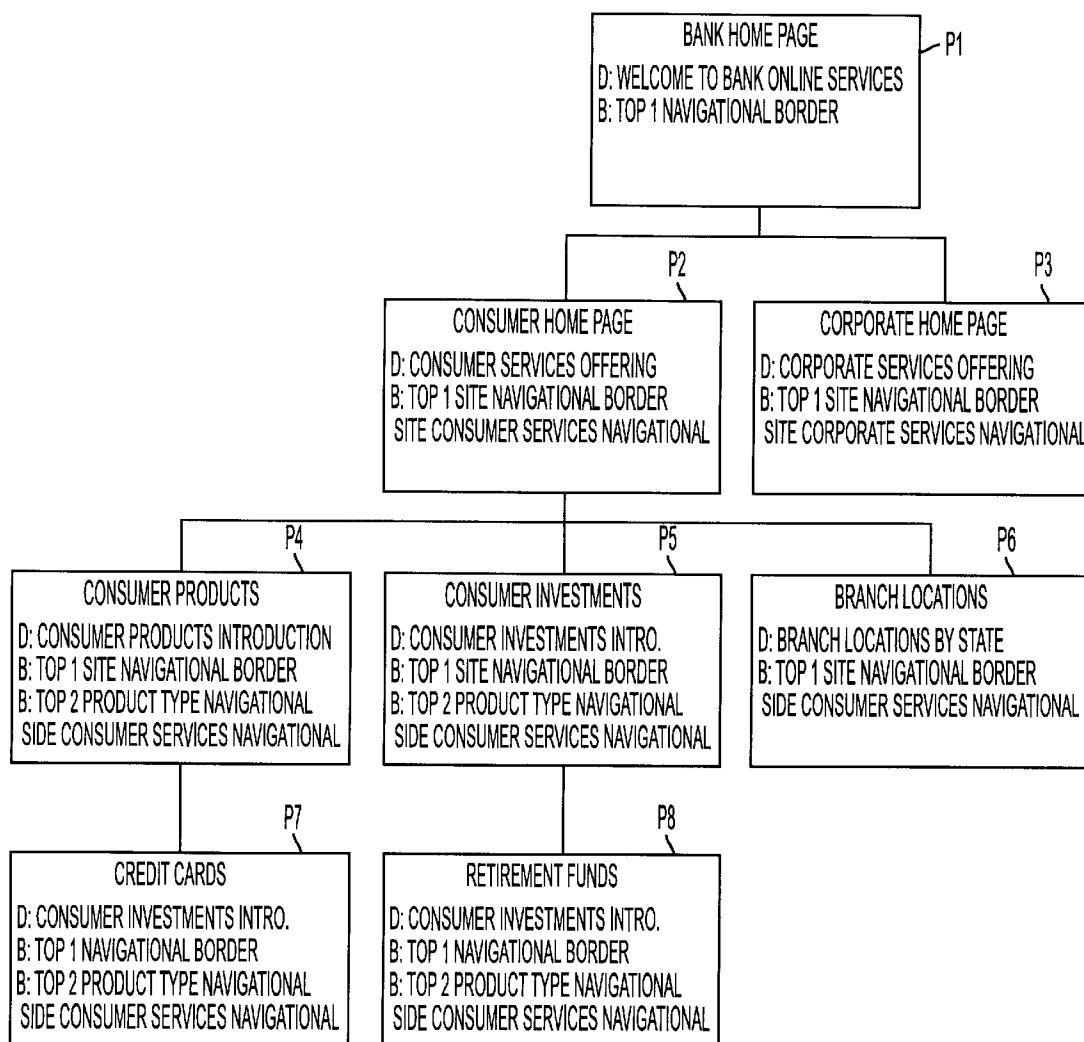 BANK HOME PAGE
P1
D: WELCOME TO BANK ONLINE SERVICES
B: TOP 1 NAVIGATIONAL BORDER
P2
CONSUMER HOME PAGE
D: CONSUMER SERVICES OFFERING
B: TOP 1 SITE NAVIGATIONAL BORDER
SITE CONSUMER SERVICES NAVIGATIONAL
P3
CORPORATE HOME PAGE
D: CORPORATE SERVICES OFFERING
B: TOP 1 SITE NAVIGATIONAL BORDER
SITE CORPORATE SERVICES NAVIGATIONAL
P4
CONSUMER PRODUCTS
D: CONSUMER PRODUCTS INTRODUCTION
B: TOP 1 SITE NAVIGATIONAL BORDER
B: TOP 2 PRODUCT TYPE NAVIGATIONAL
SIDE CONSUMER SERVICES NAVIGATIONAL
P5
CONSUMER INVESTMENTS
D: CONSUMER INVESTMENTS INTRO.
B: TOP 1 SITE NAVIGATIONAL BORDER
B: TOP 2 PRODUCT TYPE NAVIGATIONAL
SIDE CONSUMER SERVICES NAVIGATIONAL
P6
BRANCH LOCATIONS
D: BRANCH LOCATIONS BY STATE
B: TOP 1 SITE NAVIGATIONAL BORDER
SIDE CONSUMER SERVICES NAVIGATIONAL
P7
CREDIT CARDS
D: CONSUMER INVESTMENTS INTRO.
B: TOP 1 NAVIGATIONAL BORDER
B: TOP 2 PRODUCT TYPE NAVIGATIONAL
SIDE CONSUMER SERVICES NAVIGATIONAL
P8
RETIREMENT FUNDS
D: CONSUMER INVESTMENTS INTRO.
B: TOP 1 NAVIGATIONAL BORDER
B: TOP 2 PRODUCT TYPE NAVIGATIONAL
SIDE CONSUMER SERVICES NAVIGATIONAL